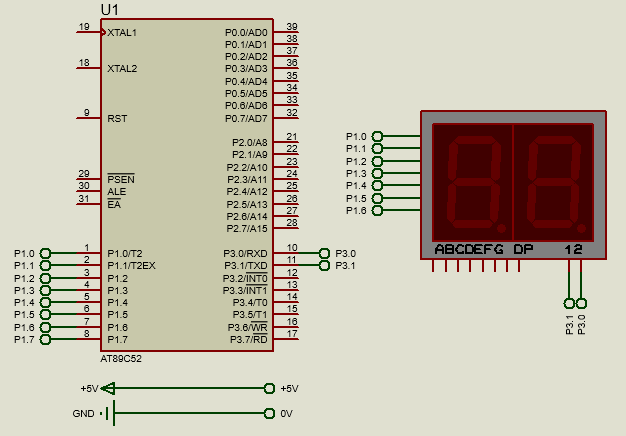 U1
19 XTAL1 P0.0/AD0 39
P0.1/AD1 38
P0.2/AD2 37
18 XTAL2 P0.3/AD3 36
P0.4/AD4 35
P0.5/AD5 34
P0.6/AD6 33
9 RST P0.7/AD7 32
P2.0/A8 21
P2.1/A9 22
P2.2/A10 23
29 PSEN P2.3/A11 24
30 ALE P2.4/A12 25
31 EA P2.5/A13 26
P2.6/A14 27
P2.7/A15 28
P1.0 1 P1.0/T2 P3.0/RXD 10 P3.0
P1.1 2 P1.1/T2EX P3.1/TXD 11 P3.1
P1.2 3 P1.2 P3.2/INT0 12
P1.3 4 P1.3 P3.3/INT1 13
P1.4 5 P1.4 P3.4/T0 14
P1.5 6 P1.5 P3.5/T1 15
P1.6 7 P1.6 P3.6/WR 16
P1.7 8 P1.7 P3.7/RD 17
AT89C52
+5V +5V
GND 0V
P1.0
P1.1
P1.2
P1.3
P1.4
P1.5
P1.6
ABCDEFG DP 12
P3.1
P3.0